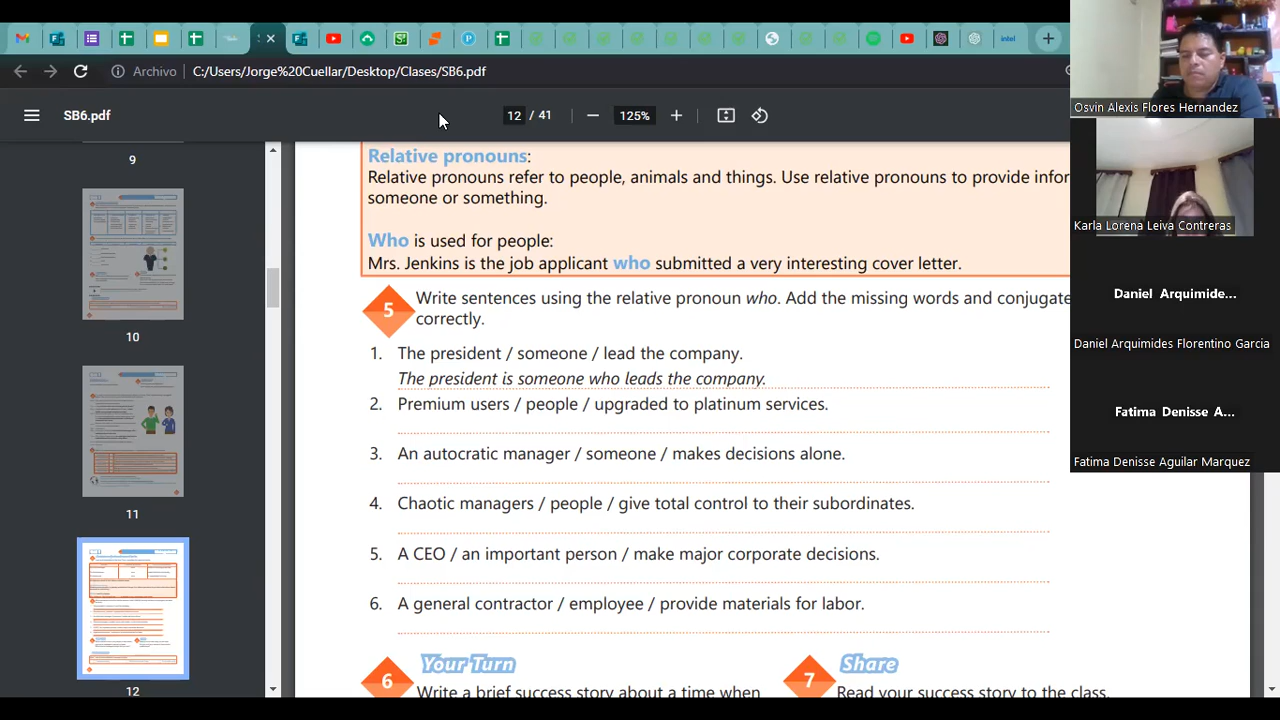 Archivo C:/Users/Jorge%20Cuellar/Desktop/Clases/SB6.pdf
SB6.pdf
12 / 41
125%
9
10
11
12
Relative pronouns:
Relative pronouns refer to people, animals and things. Use relative pronouns to provide infor
someone or something.
Who is used for people:
Mrs. Jenkins is the job applicant who submitted a very interesting cover letter.
5 Write sentences using the relative pronoun who. Add the missing words and conjugate
correctly.
1. The president / someone / lead the company.
The president is someone who leads the company.
2. Premium users / people / upgraded to platinum services.
3. An autocratic manager / someone / makes decisions alone.
4. Chaotic managers / people / give total control to their subordinates.
5. A CEO / an important person / make major corporate decisions.
6. A general contractor / employee / provide materials for labor.
6 Your Turn
Write a brief success story about a time when
7 Share
Read your success story to the class.
Osvin Alexis Flores Hernandez
Karla Lorena Leiva Contreras
Daniel Arquimide...
Daniel Arquimides Florentino Garcia
Fatima Denisse A...
Fatima Denisse Aguilar Marquez
intel